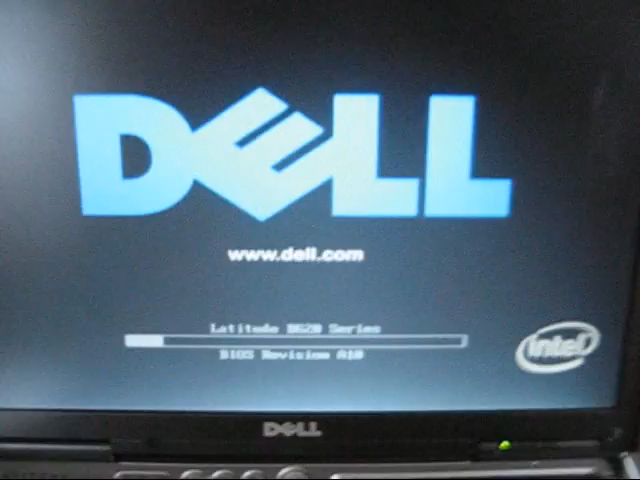 DELL
www.dell.com
Latitude D620 Series
BIOS Revision A10
intel
DELL